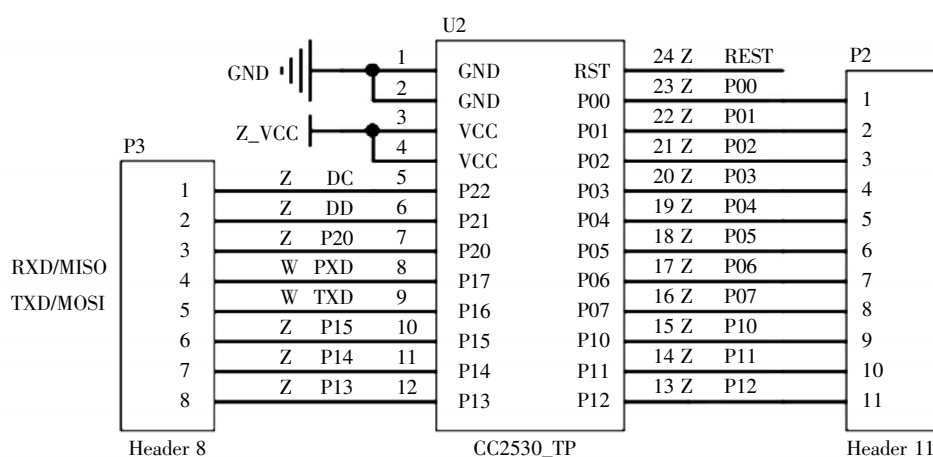 U2
P2
P3
GND
Z_VCC
1 GND RST 24 Z REST
2 GND P00 23 Z P00 1
3 VCC P01 22 Z P01 2
4 VCC P02 21 Z P02 3
1 Z DC 5 P22 P03 20 Z P03 4
2 Z DD 6 P21 P04 19 Z P04 5
3 Z P20 7 P20 P05 18 Z P05 6
RXD/MISO 4 W PXD 8 P17 P06 17 Z P06 7
TXD/MOSI 5 W TXD 9 P16 P07 16 Z P07 8
6 Z P15 10 P15 P10 15 Z P10 9
7 Z P14 11 P14 P11 14 Z P11 10
8 Z P13 12 P13 P12 13 Z P12 11
Header 8 CC2530_TP Header 11